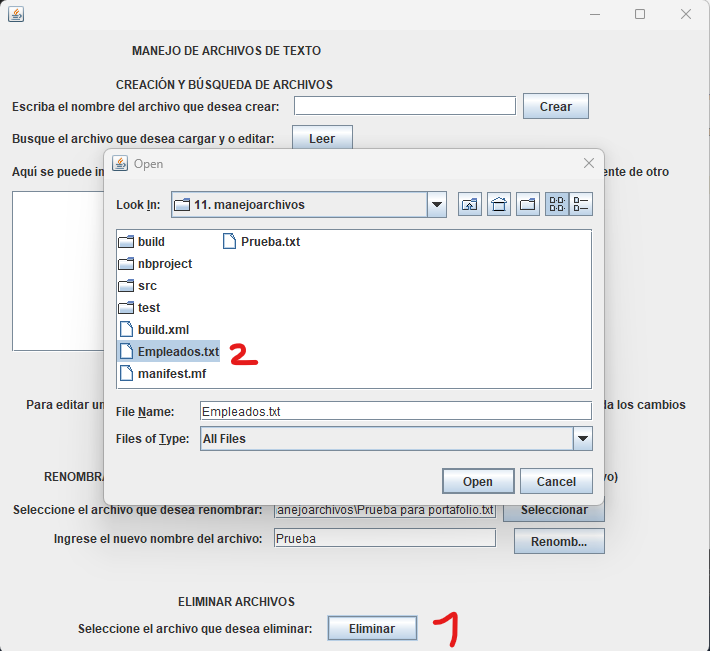 MANEJO DE ARCHIVOS DE TEXTO
CREACIÓN Y BÚSQUEDA DE ARCHIVOS
Escriba el nombre del archivo que desea crear:
Crear
Busque el archivo que desea cargar y o editar:
Leer
Aquí se puede in
ente de otro
Open
Look In:
11. manejoarchivos
build
Prueba.txt
nbproject
src
test
build.xml
Empleados.txt
2
manifest.mf
Para editar un
la los cambios
File Name:
Empleados.txt
Files of Type:
All Files
Open
Cancel
RENOMBRA
vo)
Seleccione el archivo que desea renombrar:
anejoarchivos\Prueba para portafolio.txt
Seleccionar
Ingrese el nuevo nombre del archivo:
Prueba
Renomb...
ELIMINAR ARCHIVOS
Seleccione el archivo que desea eliminar:
Eliminar
1